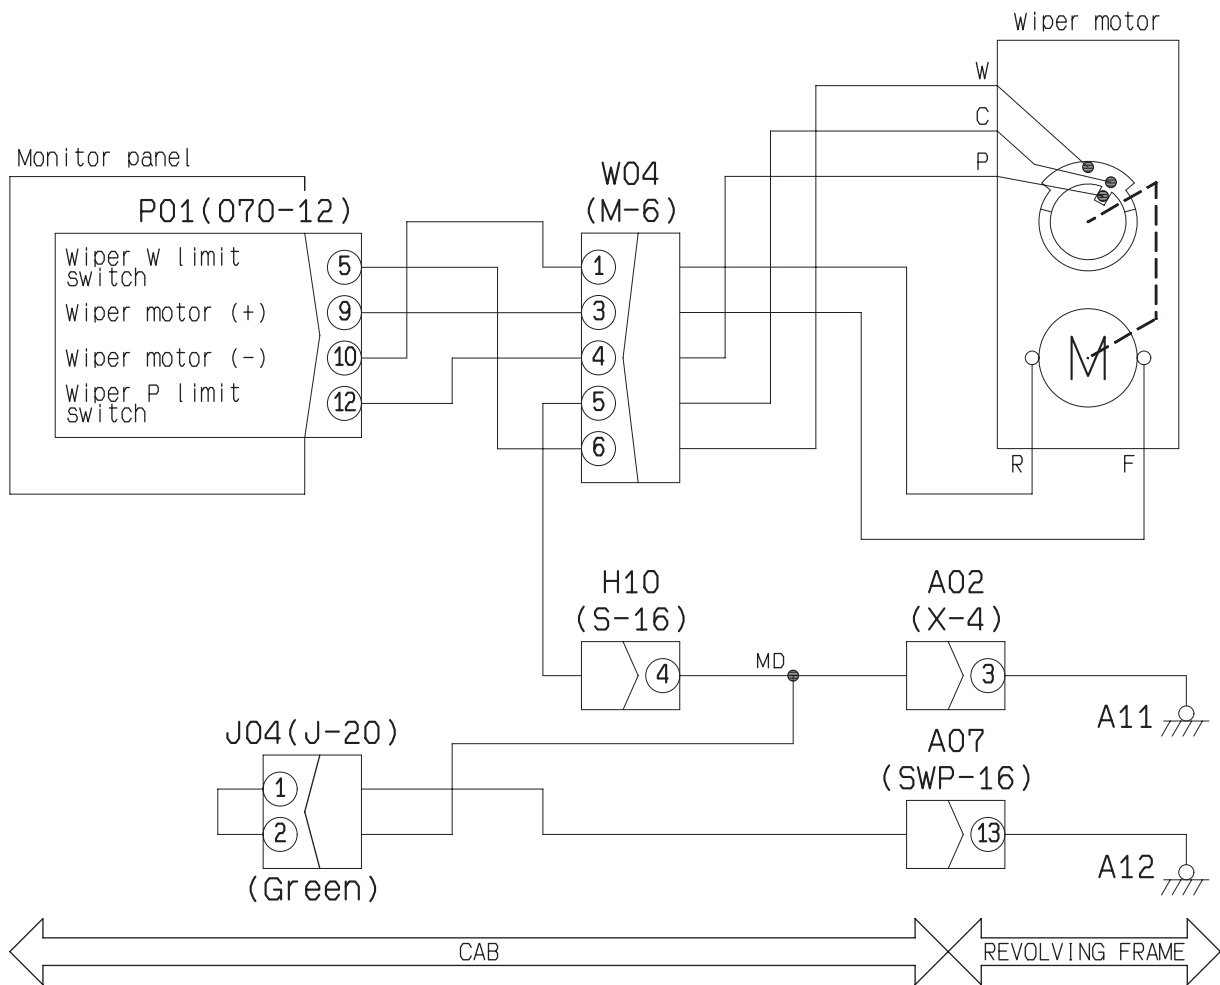 Wiper motor
W
C
P
Monitor panel
P01(070-12)
W04
(M-6)
Wiper W limit
switch
5
Wiper motor (+)
9
Wiper motor (-)
10
Wiper P limit
switch
12
1
3
4
5
6
M
R
F
H10
(S-16)
4
MD
A02
(X-4)
3
A11
J04(J-20)
1
2
(Green)
A07
(SWP-16)
13
A12
CAB
REVOLVING FRAME